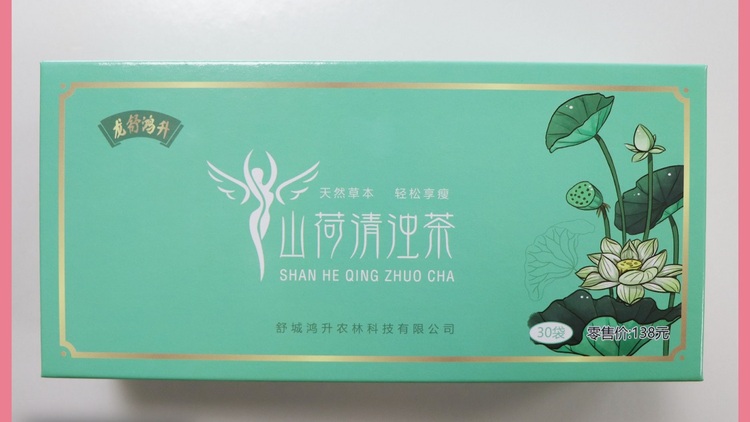 龙舒鸿升
天然草本 轻松享瘦
山荷清浊茶
SHAN HE QING ZHUO CHA
舒城鸿升农林科技有限公司
30袋 零售价:138元